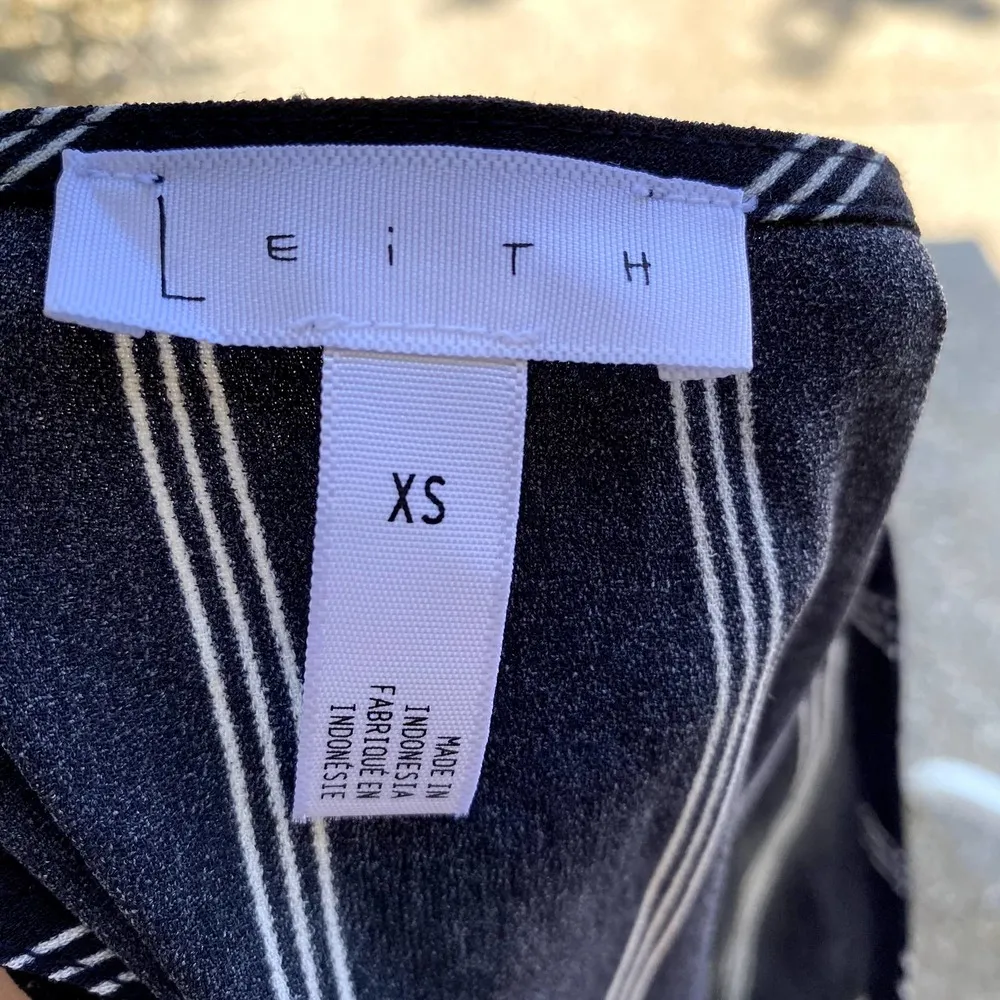 LEiTH
XS
MADE IN
INDONESIA
FABRIQUÉ EN
INDONÉSIE